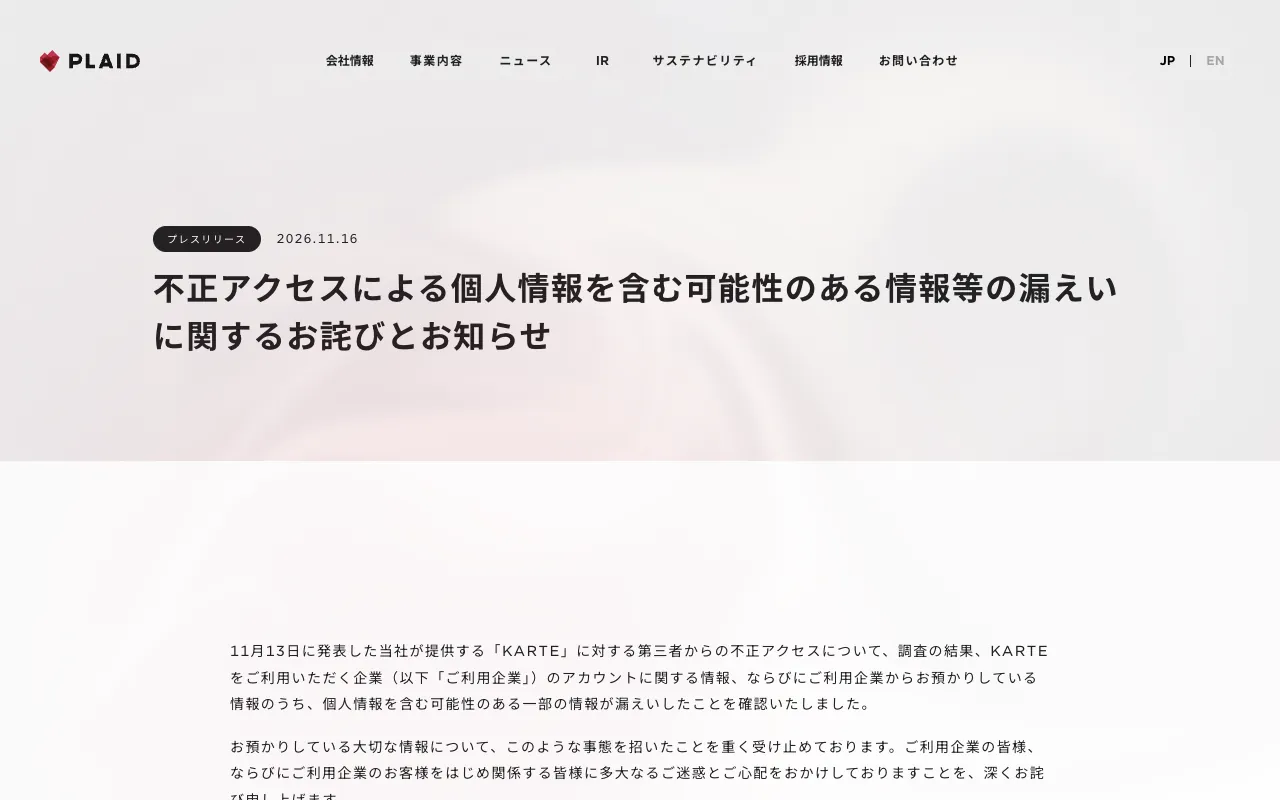 PLAID
会社情報
事業内容
ニュース
IR
サステナビリティ
採用情報
お問い合わせ
JP | EN
プレスリリース
2026.11.16
不正アクセスによる個人情報を含む可能性のある情報等の漏えい
に関するお詫びとお知らせ
11月13日に発表した当社が提供する「KARTE」に対する第三者からの不正アクセスについて、調査の結果、KARTE
をご利用いただく企業（以下「ご利用企業」）のアカウントに関する情報、ならびにご利用企業からお預かりしている
情報のうち、個人情報を含む可能性のある一部の情報が漏えいしたことを確認いたしました。
お預かりしている大切な情報について、このような事態を招いたことを重く受け止めております。ご利用企業の皆様、
ならびにご利用企業のお客様をはじめ関係する皆様に多大なるご迷惑とご心配をおかけしておりますことを、深くお詫
び申し上げます。